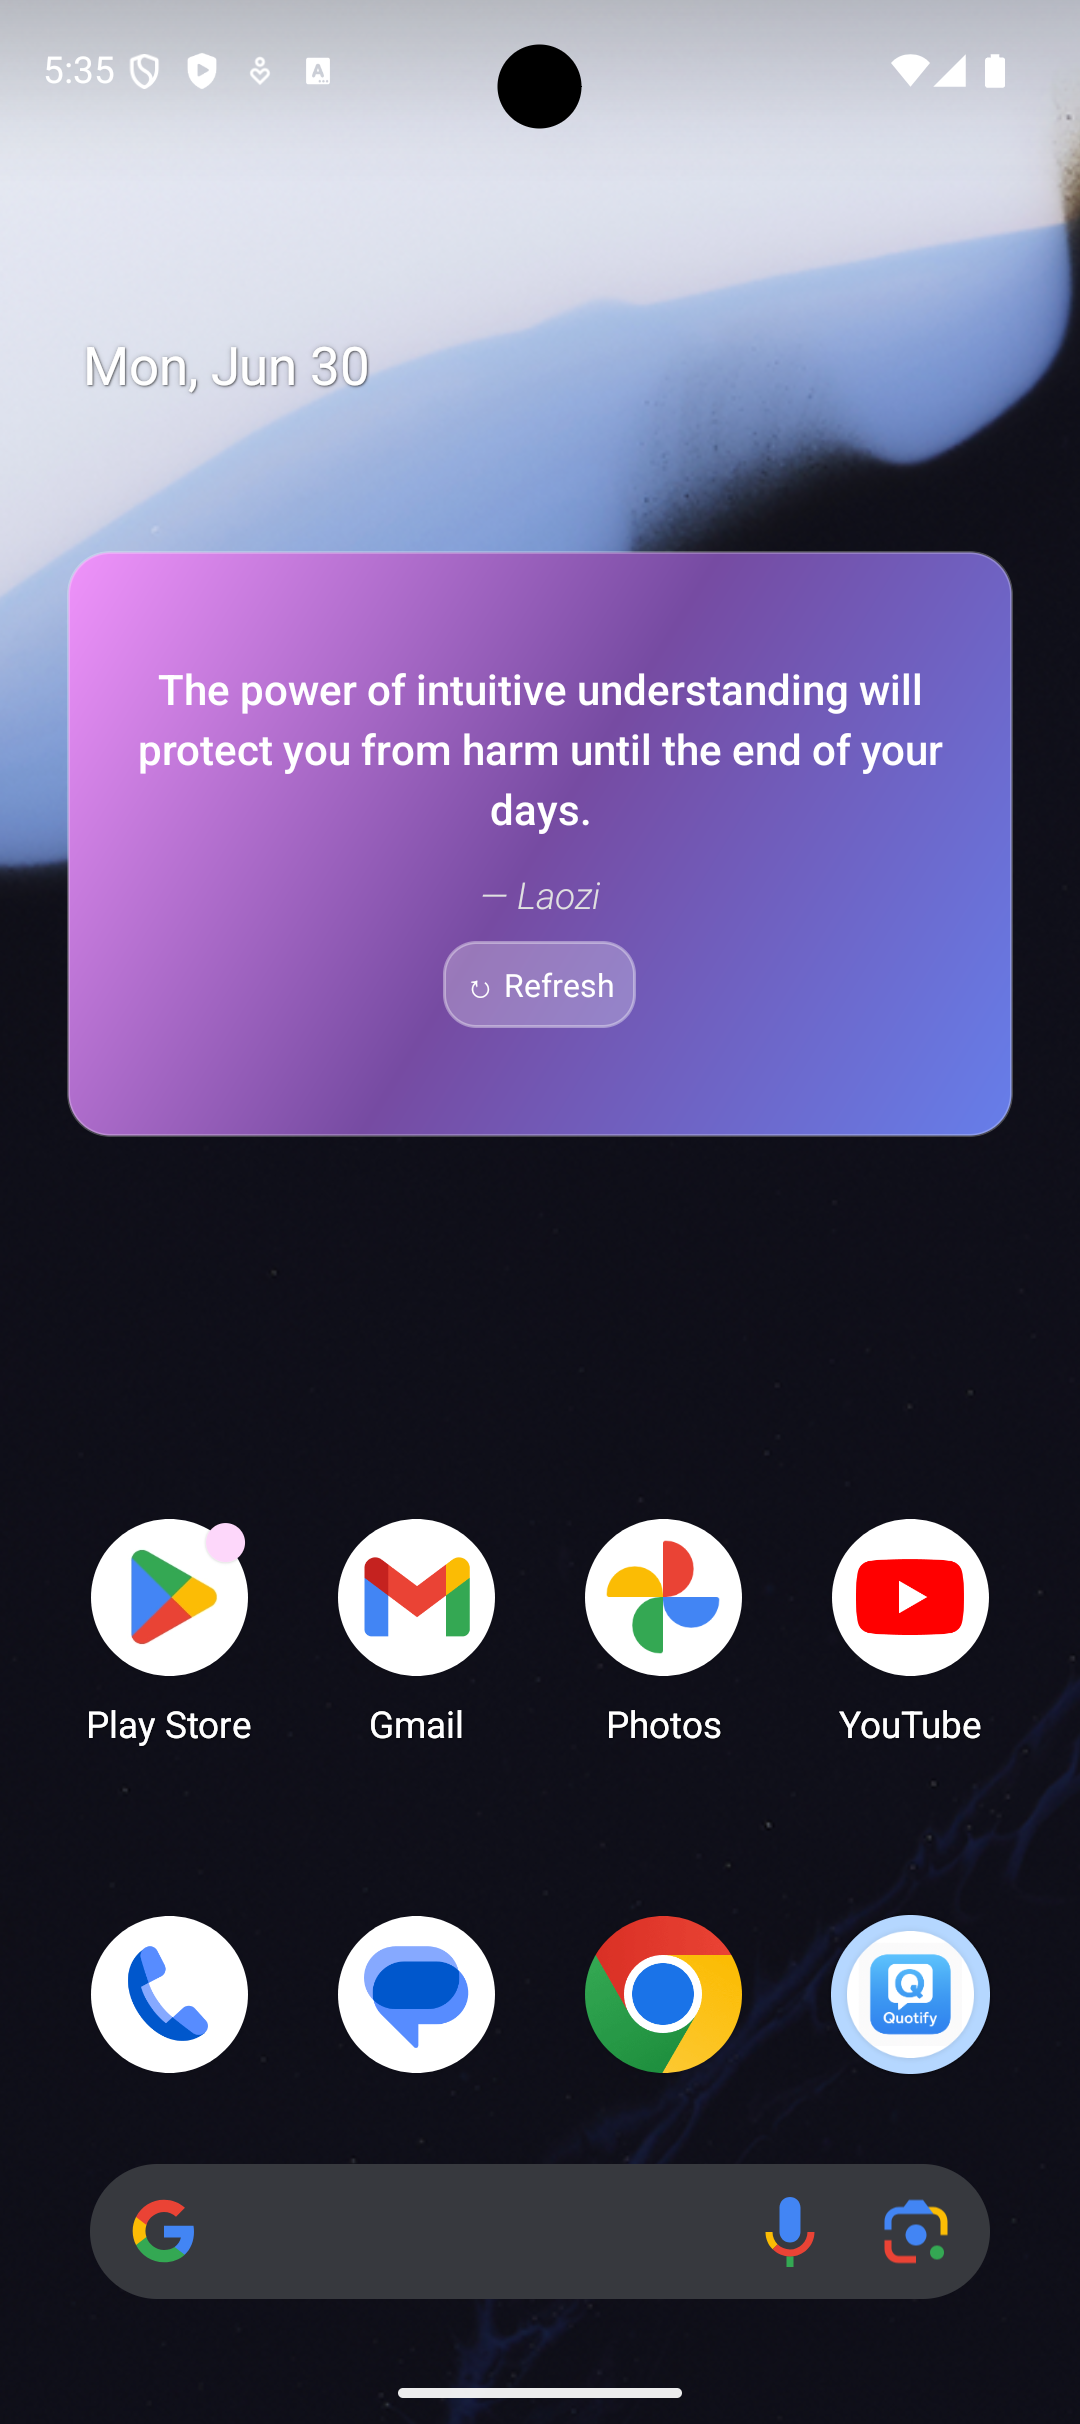 5:35
Mon, Jun 30
The power of intuitive understanding will
protect you from harm until the end of your
days.
— Laozi
↻ Refresh
Play Store
Gmail
Photos
YouTube
Quotify